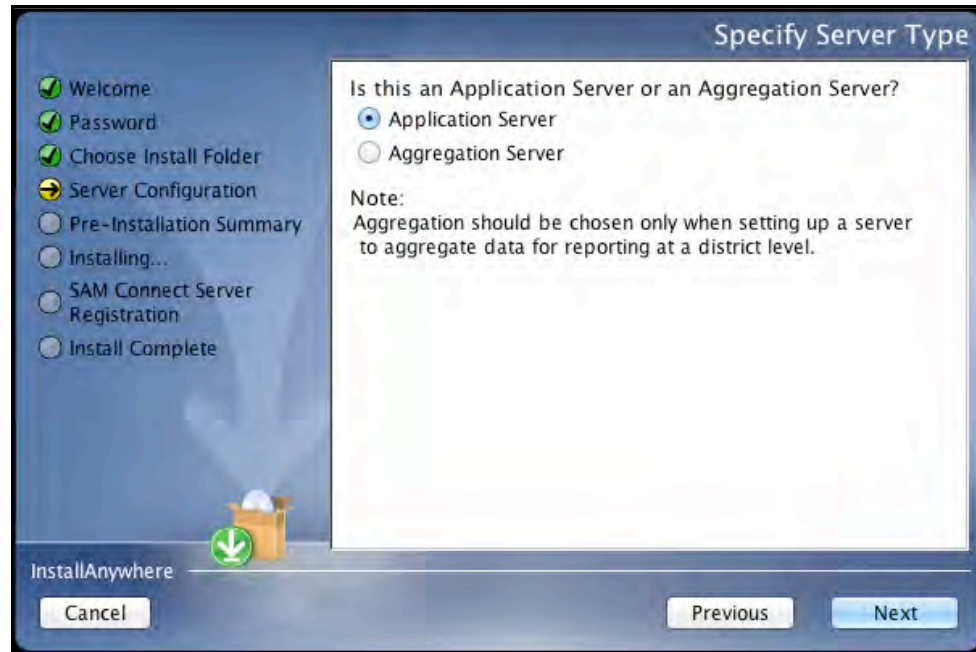 Specify Server Type
Welcome
Password
Choose Install Folder
Server Configuration
Pre-Installation Summary
Installing...
SAM Connect Server
Registration
Install Complete
Is this an Application Server or an Aggregation Server?
Application Server
Aggregation Server
Note:
Aggregation should be chosen only when setting up a server
to aggregate data for reporting at a district level.
InstallAnywhere
Cancel
Previous
Next